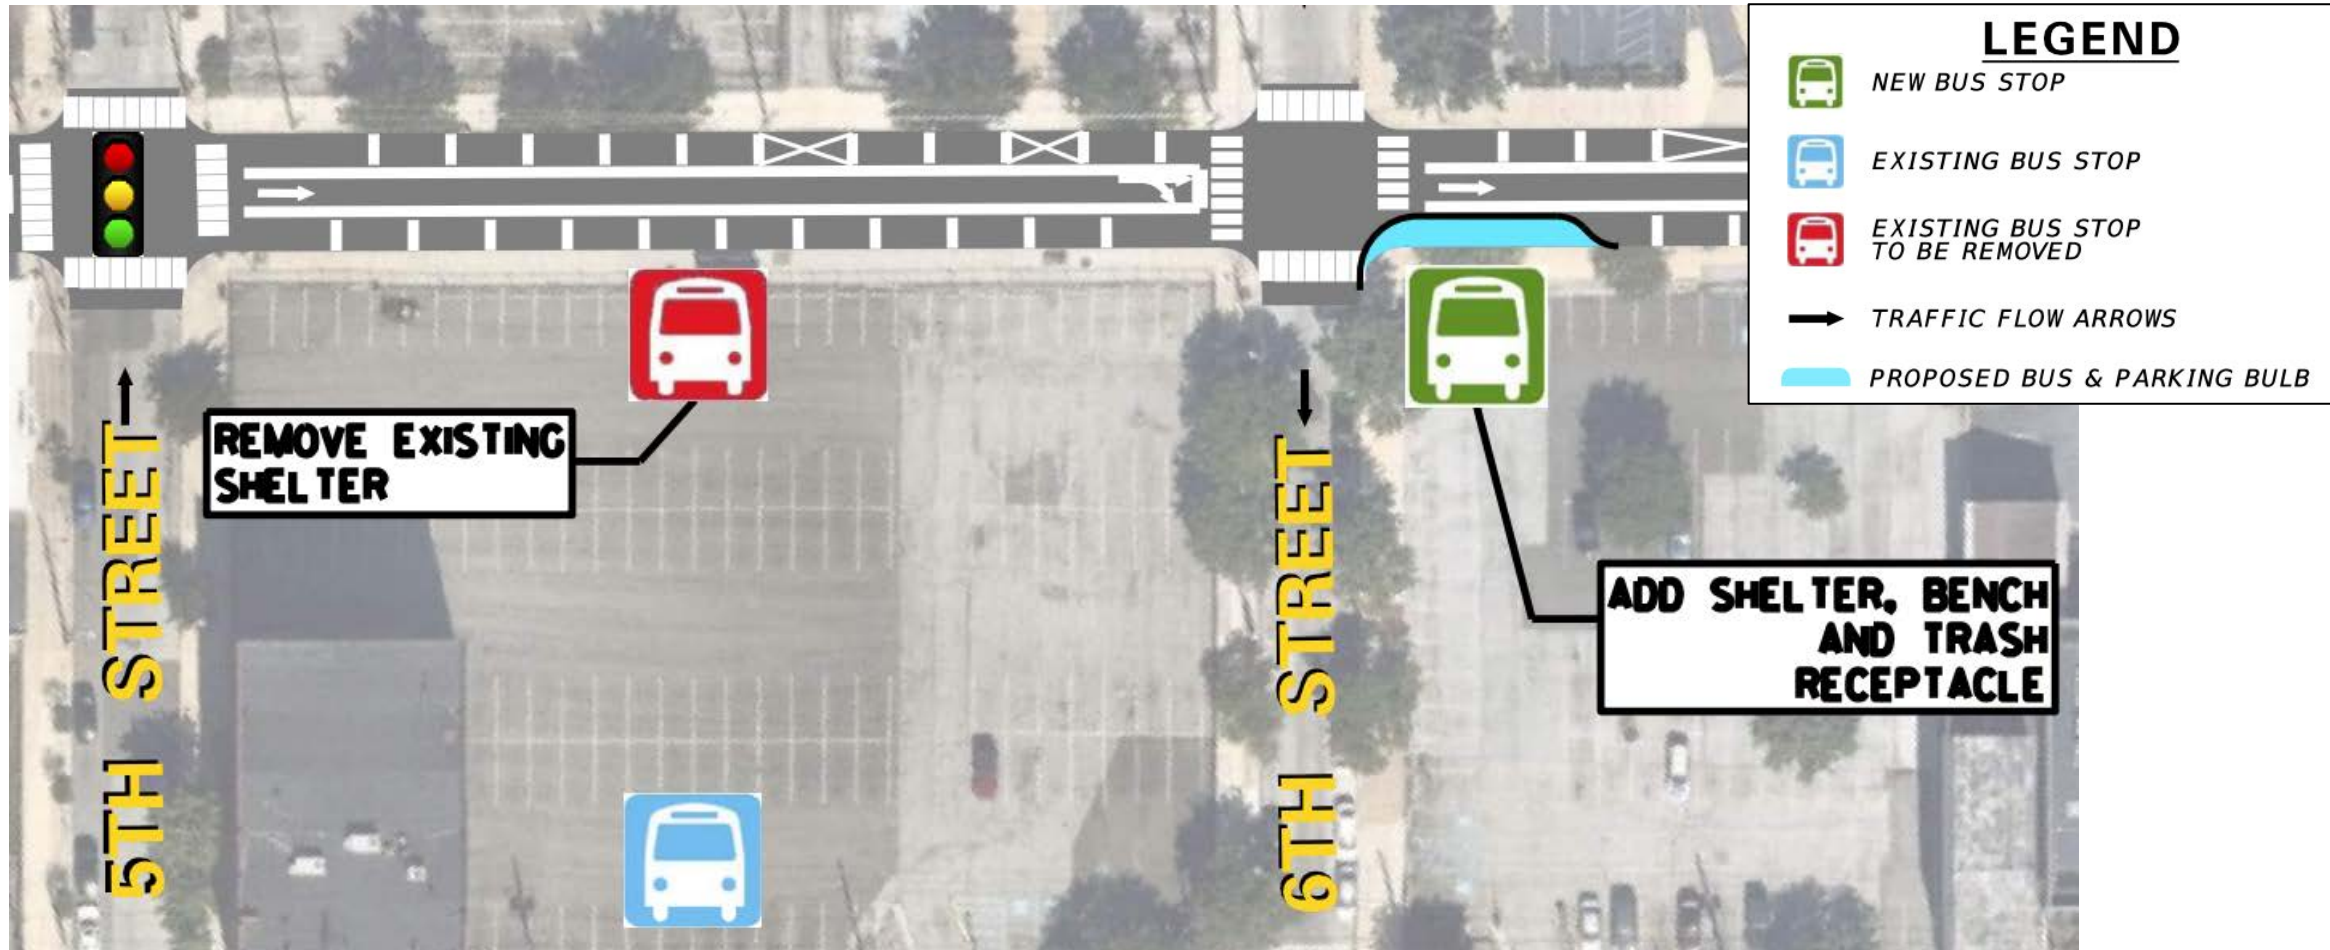 LEGEND
NEW BUS STOP
EXISTING BUS STOP
EXISTING BUS STOP
TO BE REMOVED
TRAFFIC FLOW ARROWS
PROPOSED BUS & PARKING BULB
REMOVE EXISTING
SHELTER
5TH STREET
6TH STREET
ADD SHELTER, BENCH
AND TRASH
RECEPTACLE